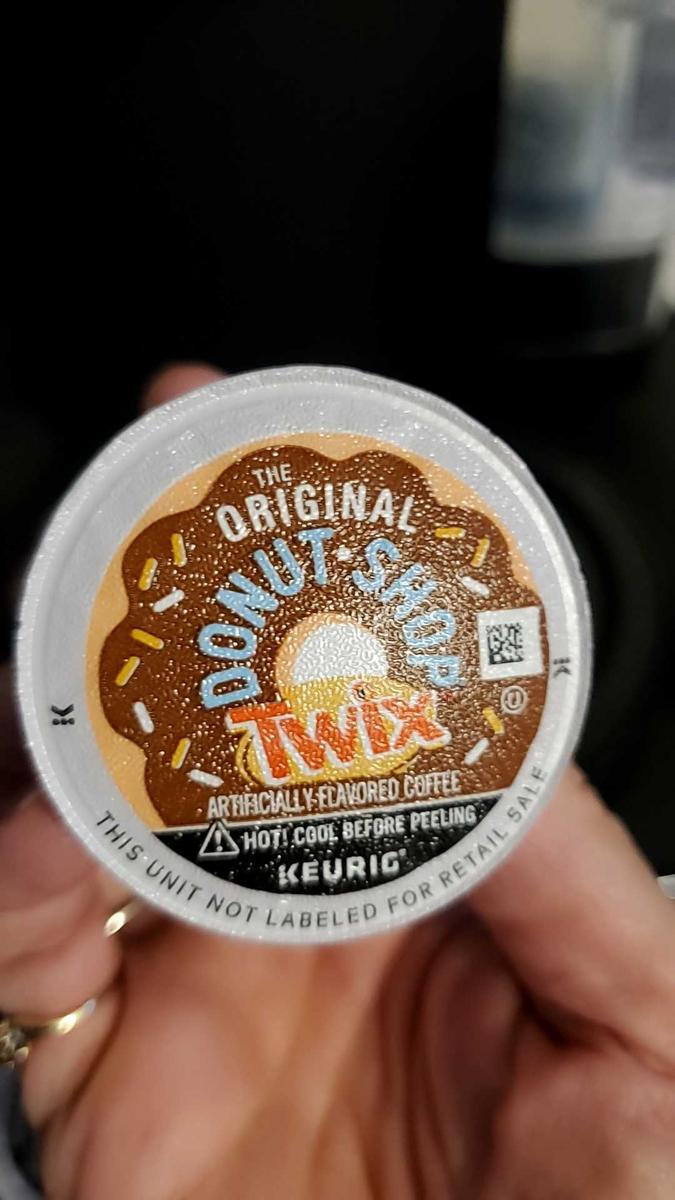 THE
ORIGINAL
DONUT·SHOP
TWIX
ARTIFICIALLY-FLAVORED COFFEE
HOT! COOL BEFORE PEELING
KEURIG®
THIS UNIT NOT LABELED FOR RETAIL SALE